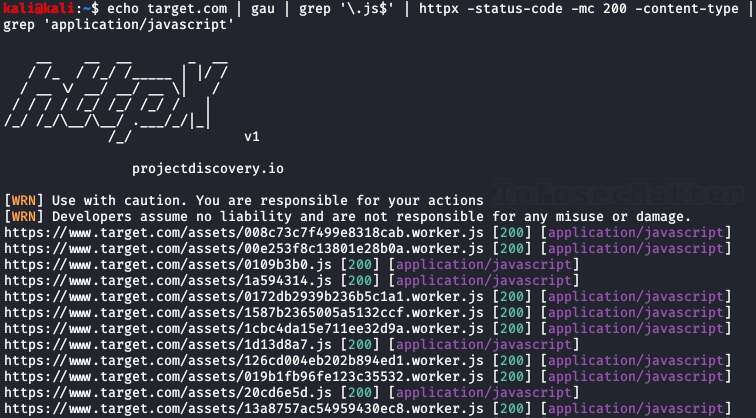 kali@kali:~$ echo target.com | gau | grep '\.js$' | httpx -status-code -mc 200 -content-type |
grep 'application/javascript'
v1
projectdiscovery.io
[WRN] Use with caution. You are responsible for your actions
[WRN] Developers assume no liability and are not responsible for any misuse or damage.
https://www.target.com/assets/008c73c7f499e8318cab.worker.js [200] [application/javascript]
https://www.target.com/assets/00e253f8c13801e28b0a.worker.js [200] [application/javascript]
https://www.target.com/assets/0109b3b0.js [200] [application/javascript]
https://www.target.com/assets/1a594314.js [200] [application/javascript]
https://www.target.com/assets/0172db2939b236b5c1a1.worker.js [200] [application/javascript]
https://www.target.com/assets/1587b2365005a5132ccf.worker.js [200] [application/javascript]
https://www.target.com/assets/1cbc4da15e711ee32d9a.worker.js [200] [application/javascript]
https://www.target.com/assets/1d13d8a7.js [200] [application/javascript]
https://www.target.com/assets/126cd004eb202b894ed1.worker.js [200] [application/javascript]
https://www.target.com/assets/019b1fb96fe123c35532.worker.js [200] [application/javascript]
https://www.target.com/assets/20cd6e5d.js [200] [application/javascript]
https://www.target.com/assets/13a8757ac54959430ec8.worker.js [200] [application/javascript]